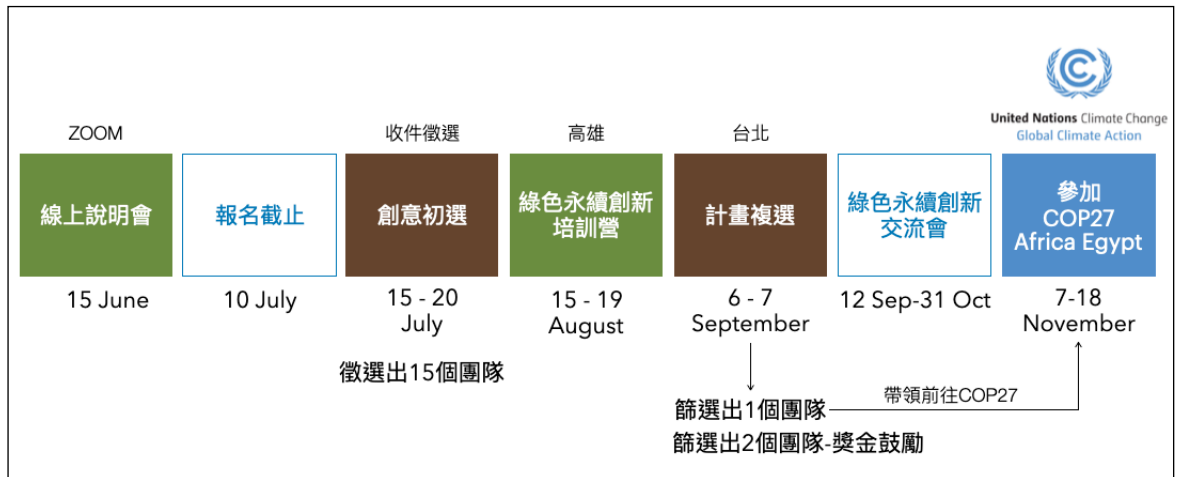 United Nations Climate Change
Global Climate Action
ZOOM
收件徵選
高雄
台北
線上說明會
報名截止
創意初選
綠色永續創新
培訓營
計畫複選
綠色永續創新
交流會
參加
COP27
Africa Egypt
15 June
10 July
15 - 20
July
15 - 19
August
6 - 7
September
12 Sep-31 Oct
7-18
November
徵選出15個團隊
篩選出1個團隊
帶領前往COP27
篩選出2個團隊-獎金鼓勵